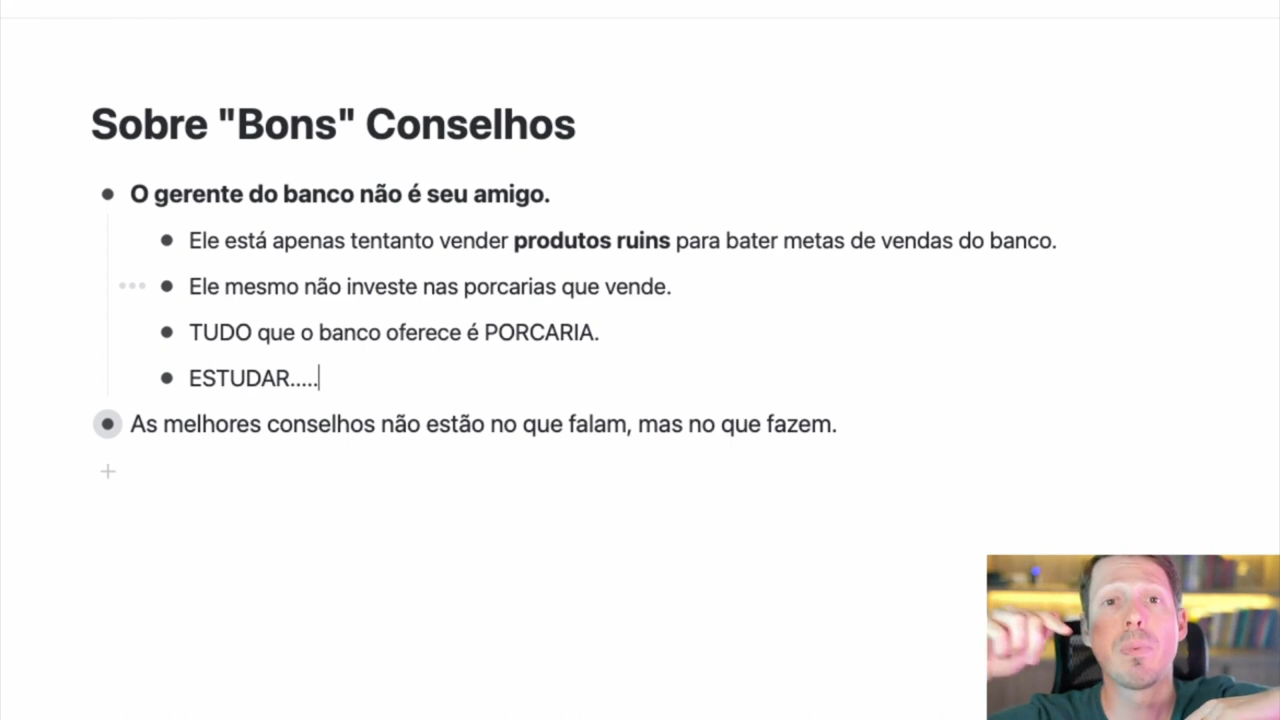 Sobre "Bons" Conselhos
O gerente do banco não é seu amigo.
Ele está apenas tentanto vender produtos ruins para bater metas de vendas do banco.
Ele mesmo não investe nas porcarias que vende.
TUDO que o banco oferece é PORCARIA.
ESTUDAR.....
As melhores conselhos não estão no que falam, mas no que fazem.